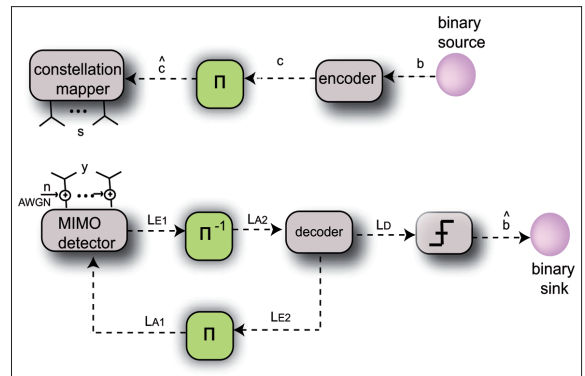 binary
source
constellation
mapper
ĉ
Π
c
encoder
b
s
y
n
AWGN
MIMO
detector
LE1
Π⁻¹
LA2
decoder
LD
b̂
binary
sink
LA1
Π
LE2